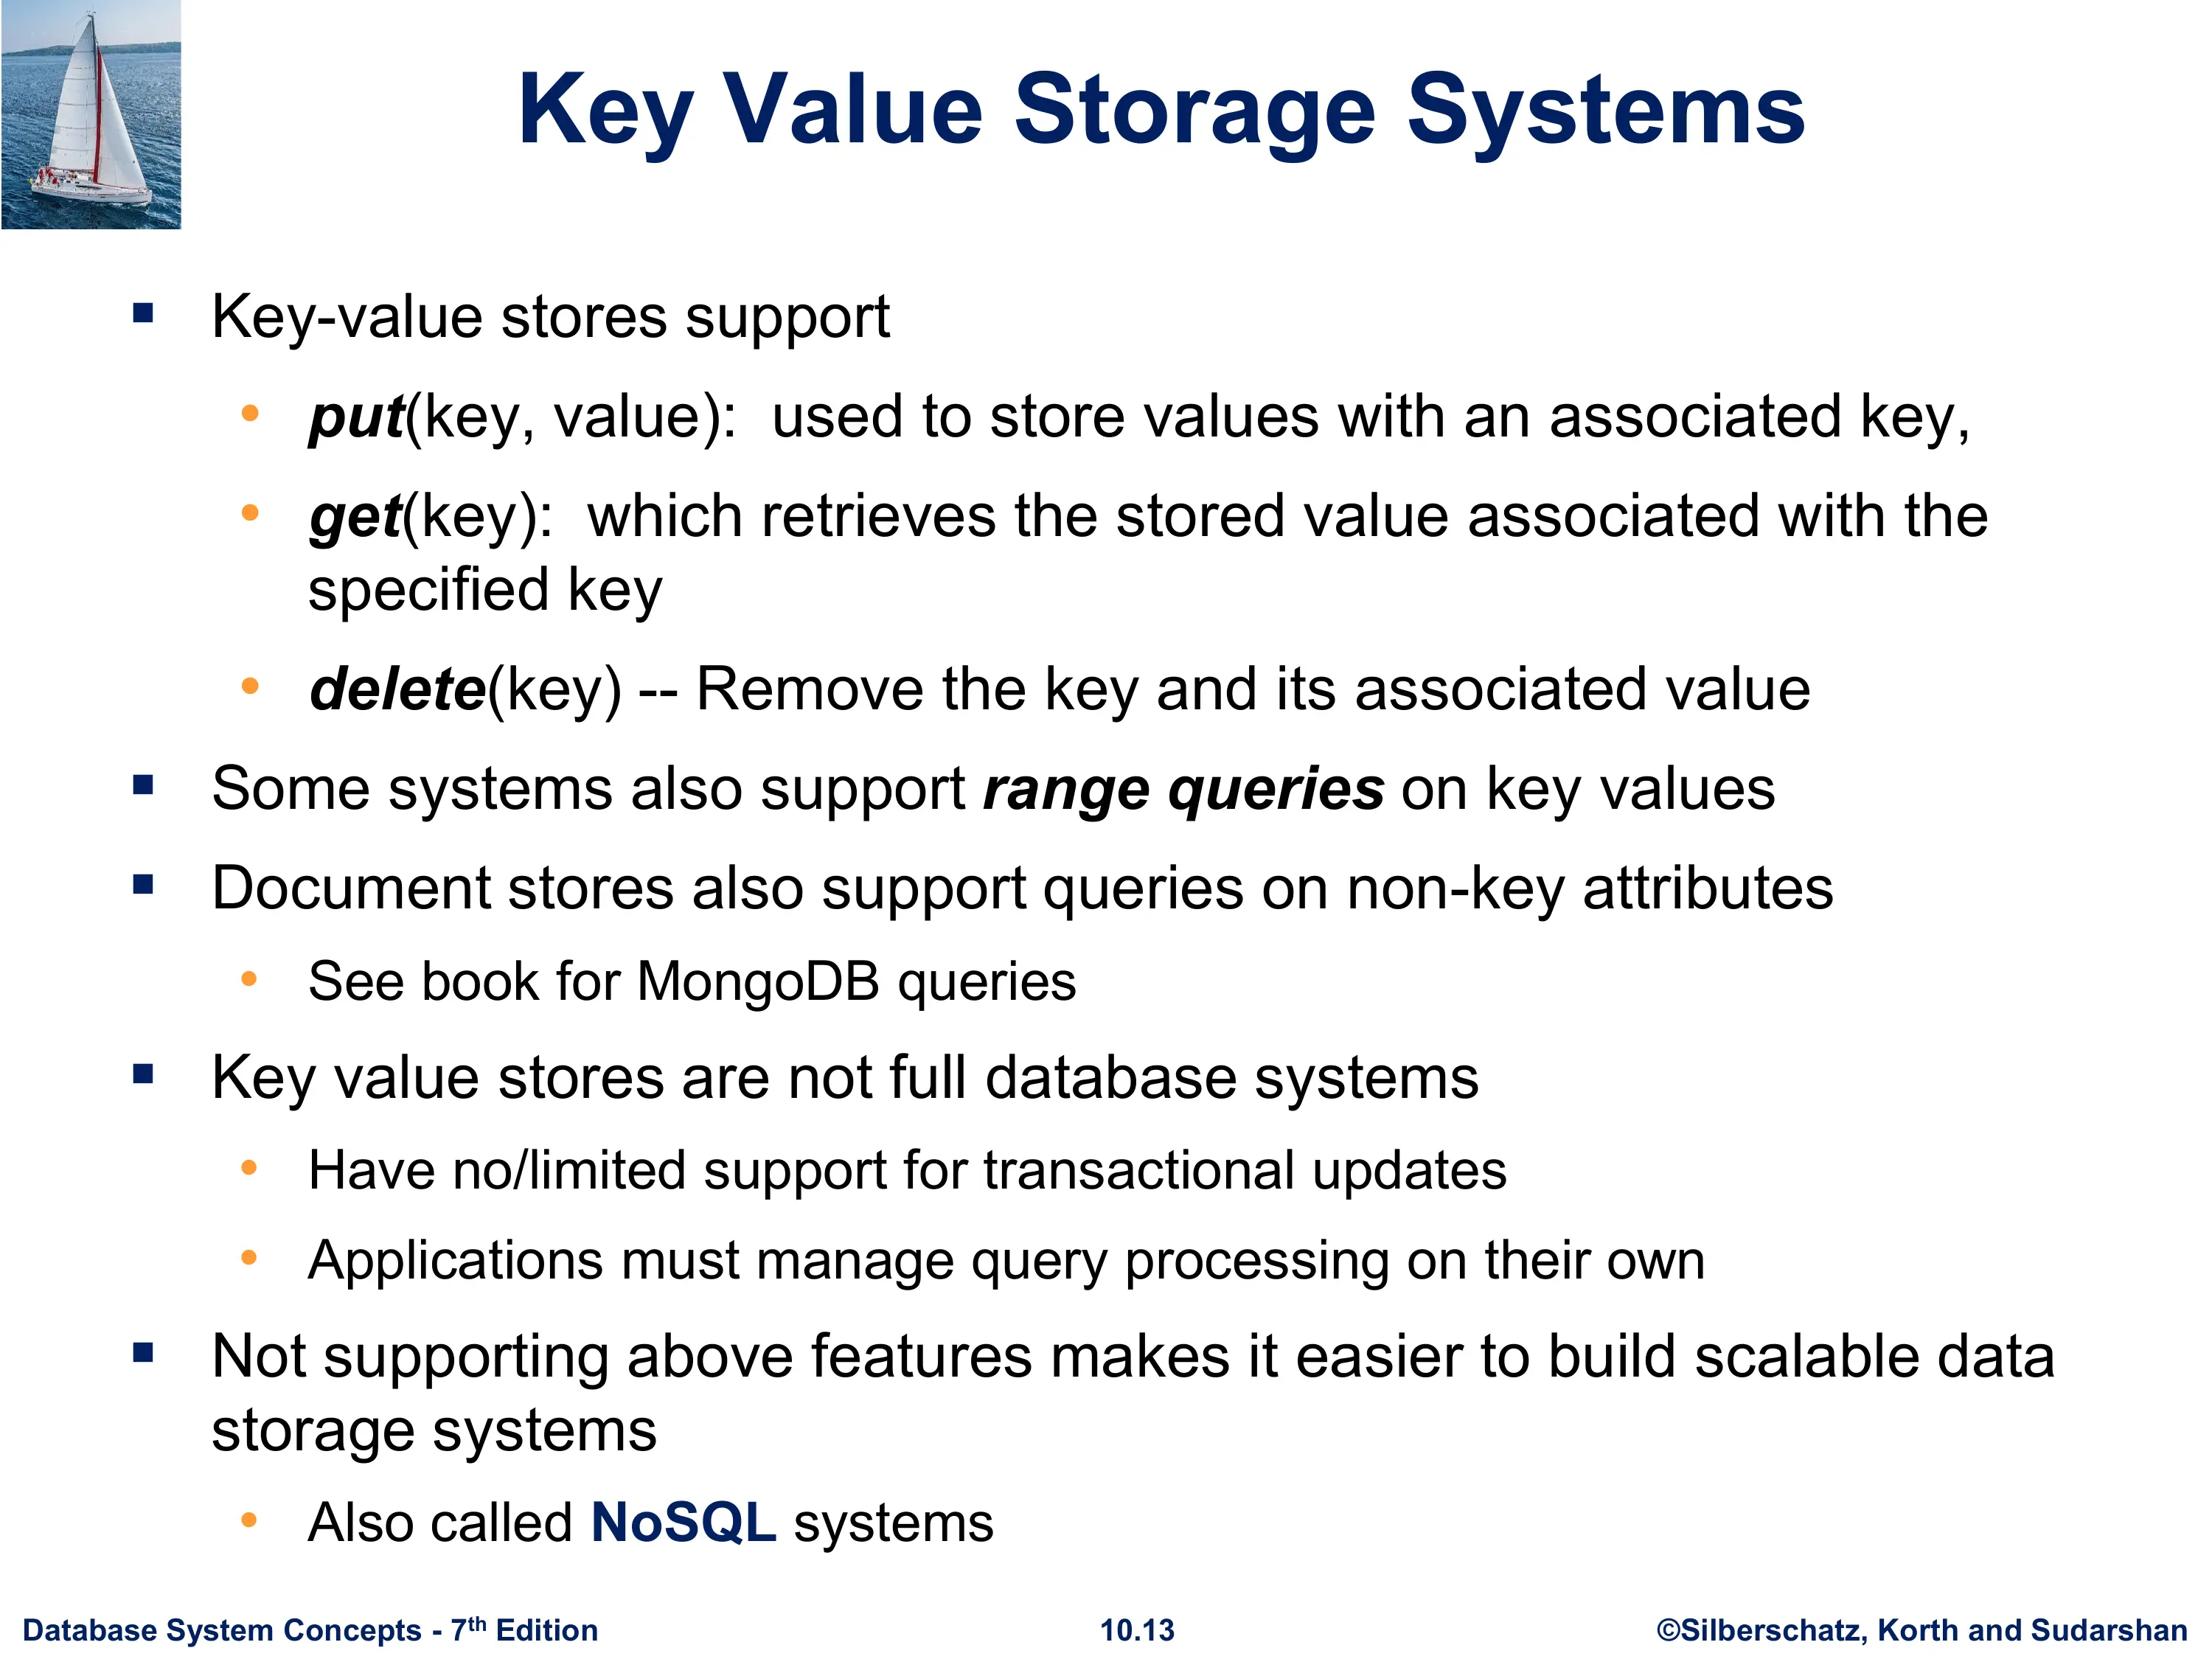 Key Value Storage Systems
▪ Key-value stores support
• put(key, value):  used to store values with an associated key,
• get(key):  which retrieves the stored value associated with the
specified key
• delete(key) -- Remove the key and its associated value
▪ Some systems also support range queries on key values
▪ Document stores also support queries on non-key attributes
• See book for MongoDB queries
▪ Key value stores are not full database systems
• Have no/limited support for transactional updates
• Applications must manage query processing on their own
▪ Not supporting above features makes it easier to build scalable data
storage systems
• Also called NoSQL systems
Database System Concepts - 7th Edition
10.13
©Silberschatz, Korth and Sudarshan